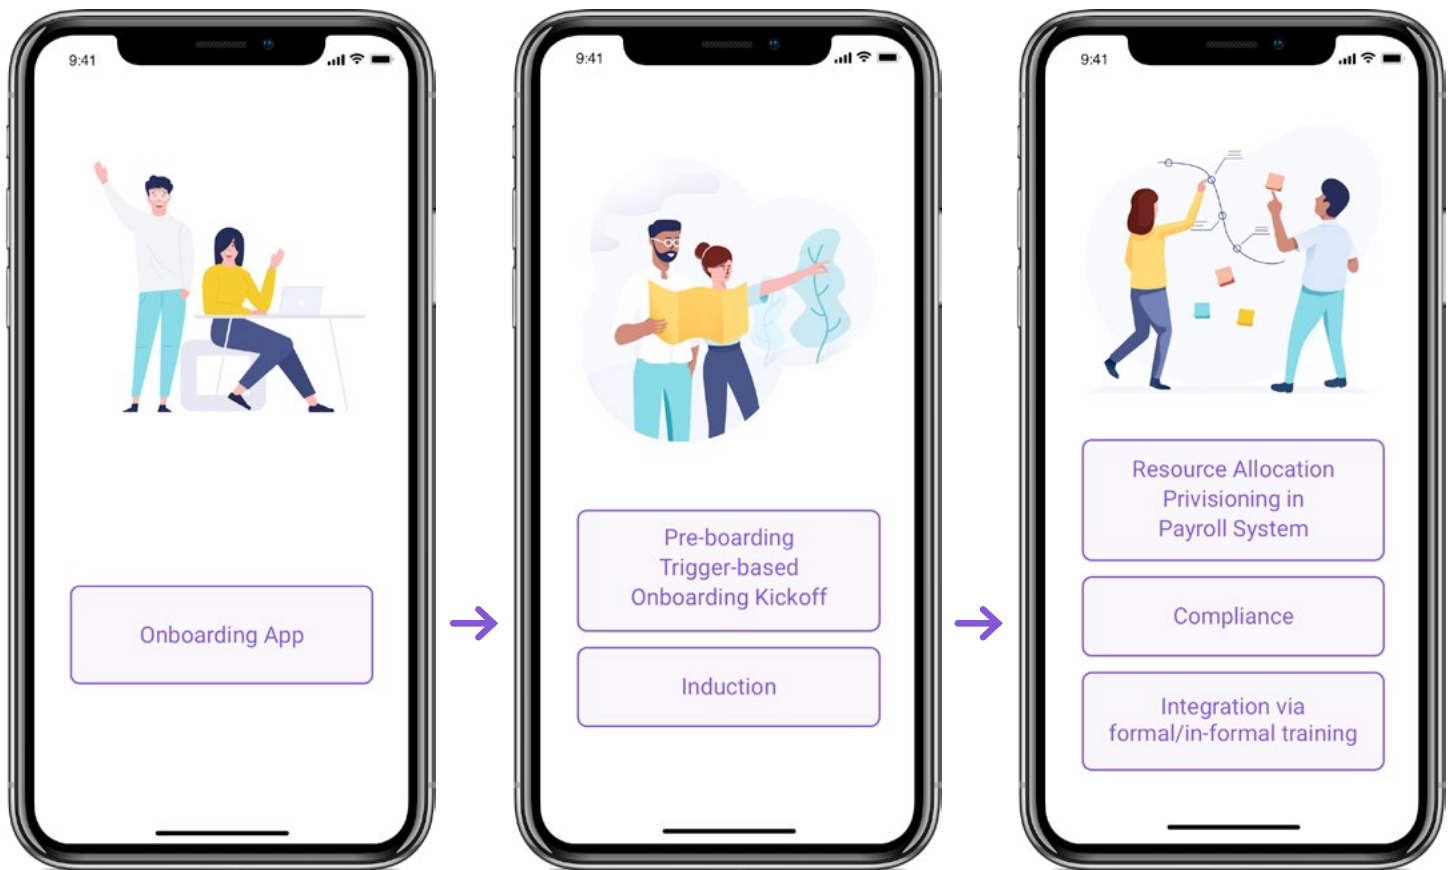 9:41
Onboarding App
9:41
Pre-boarding
Trigger-based
Onboarding Kickoff
Induction
9:41
Resource Allocation
Privisioning in
Payroll System
Compliance
Integration via
formal/in-formal training